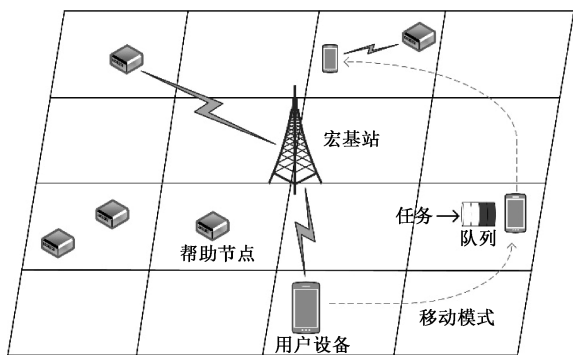 宏基站
任务
队列
帮助节点
用户设备
移动模式